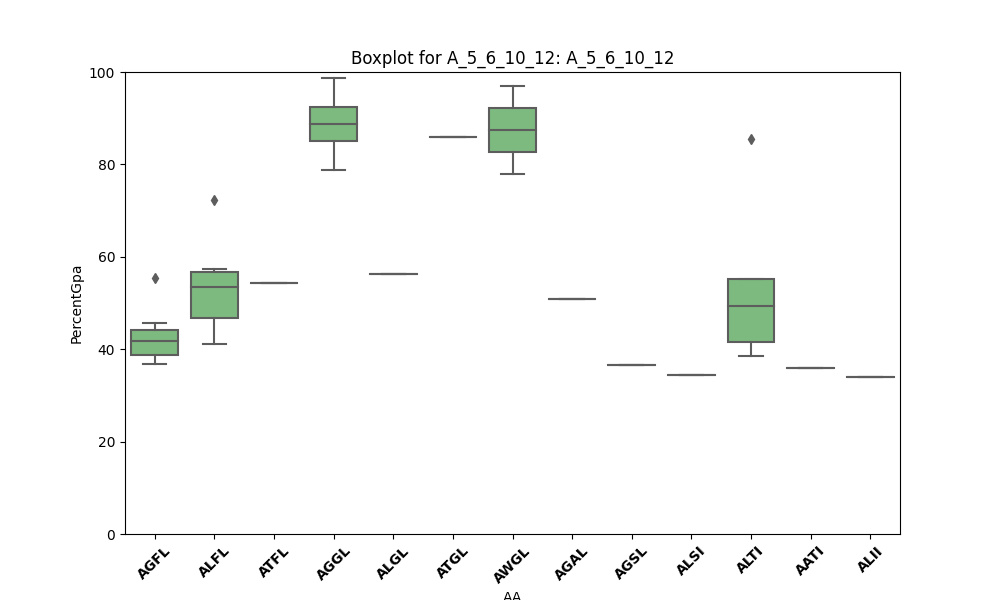 Boxplot for A_5_6_10_12: A_5_6_10_12
100
80
60
40
20
0
PercentGpa
AGFL ALFL ATFL AGGL ALGL ATGL AWGL AGAL AGSL ALSI ALTI AATI ALII
AA